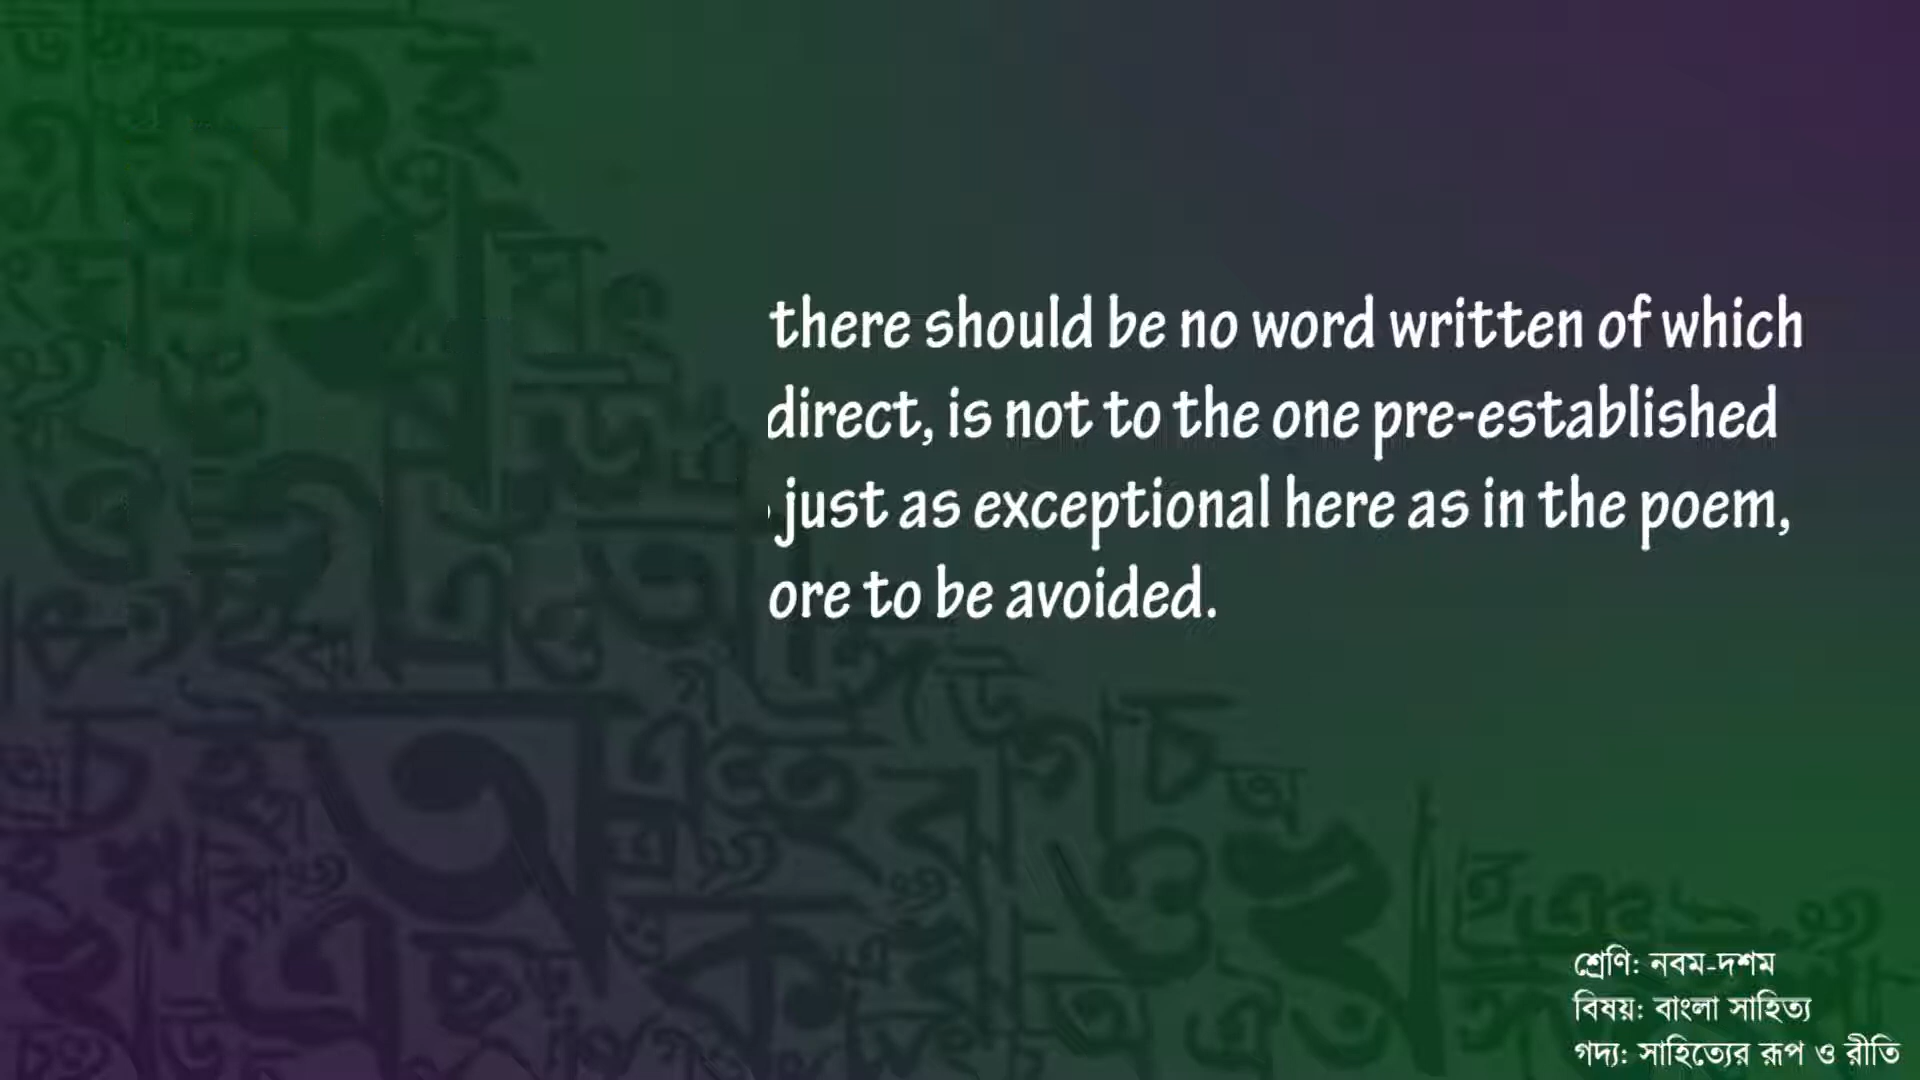 there should be no word written of which
direct, is not to the one pre-established
just as exceptional here as in the poem,
ore to be avoided.
শ্রেণি: নবম-দশম
বিষয়: বাংলা সাহিত্য
গদ্য: সাহিত্যের রূপ ও রীতি